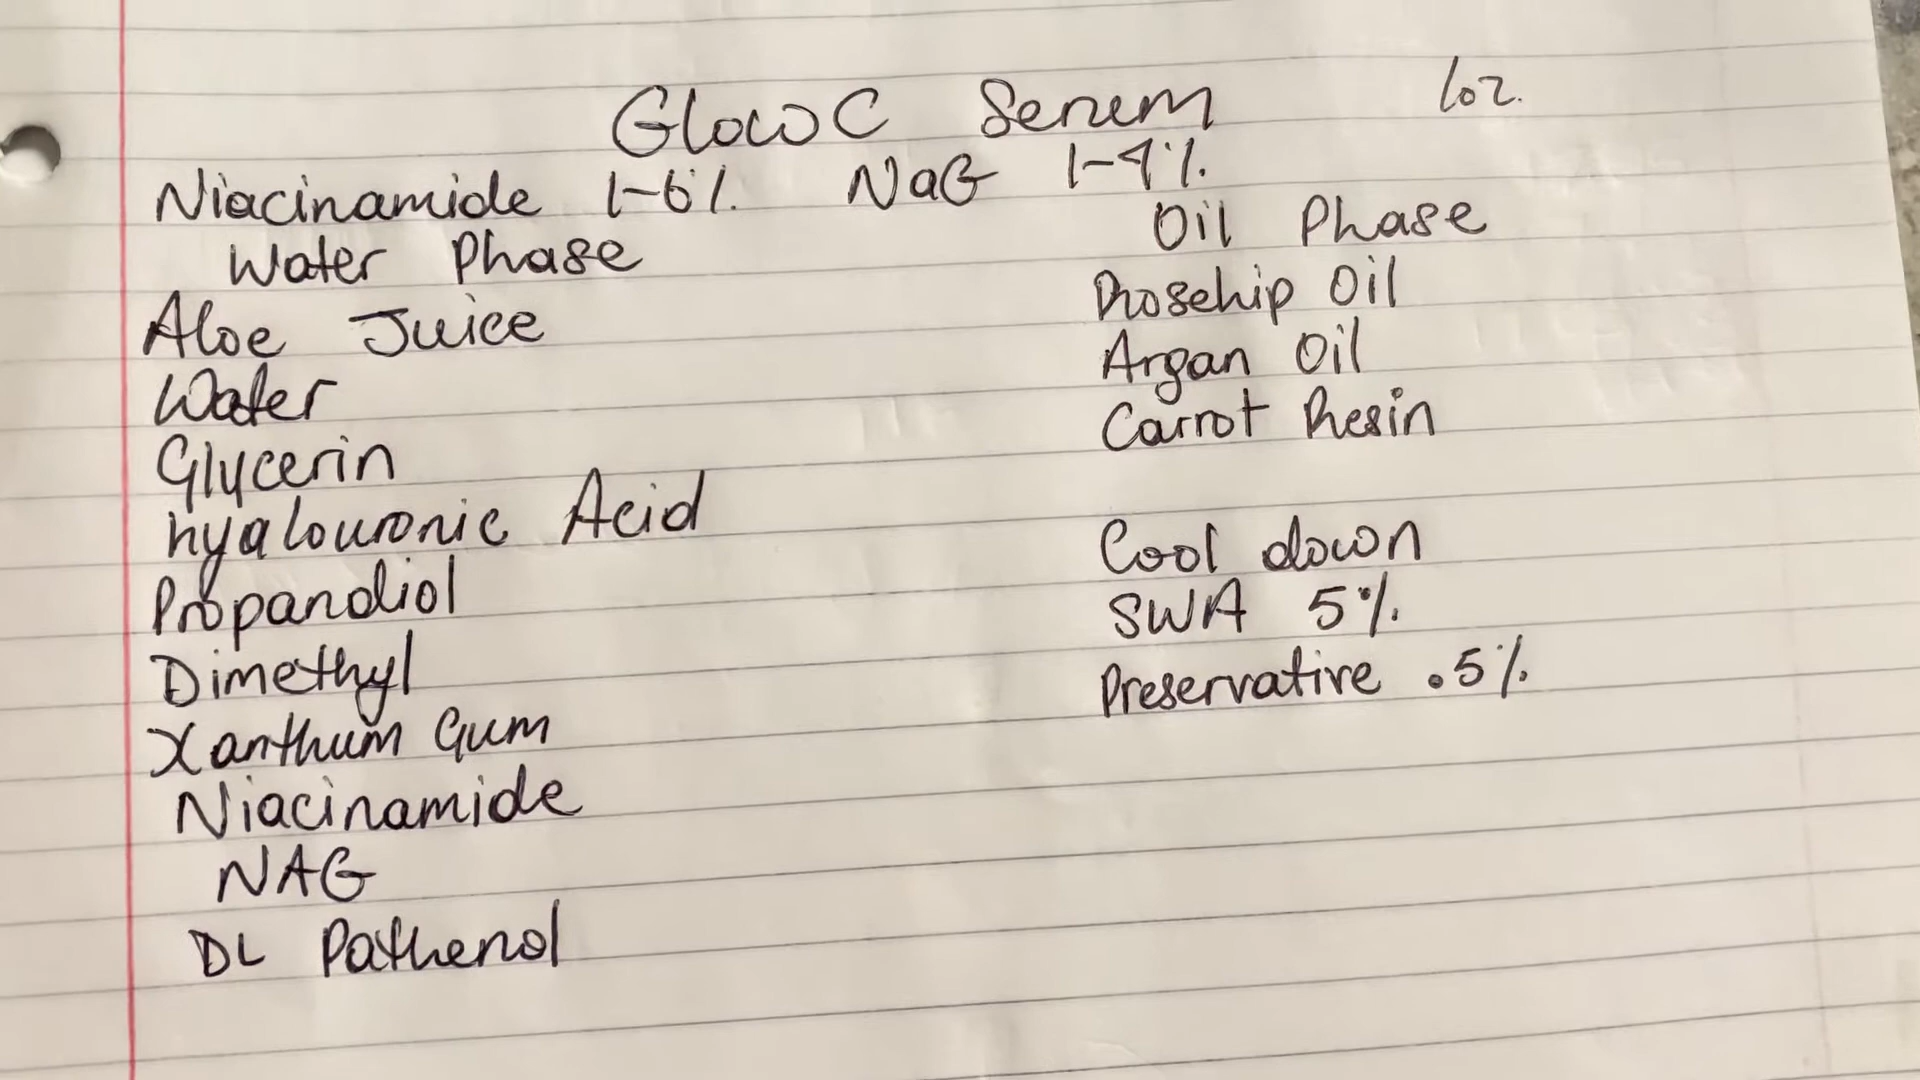 Glow C Serum 1oz.
Niacinamide 1-6% NaG 1-4%
Water Phase
Aloe Juice
Water
Glycerin
hyalouronic Acid
Propandiol
Dimethyl
Xanthum Gum
Niacinamide
NAG
DL Pathenol
Oil Phase
Rosehip Oil
Argan Oil
Carrot Resin
Cool down
SWA 5%
Preservative .5%